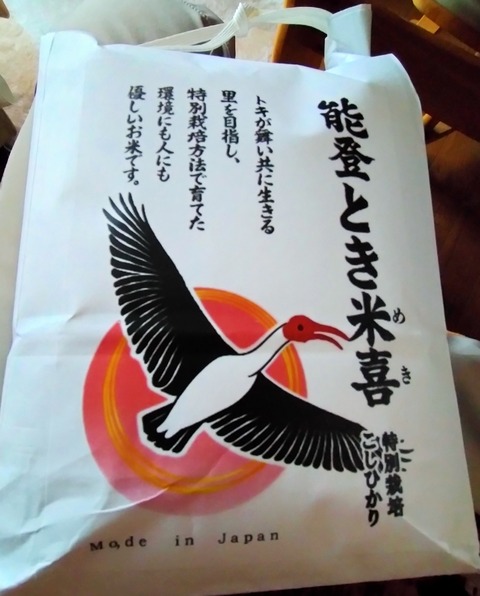 能登とき米喜
めき
特別栽培
こしひかり
トキが舞い共に生きる
里を目指し、
特別栽培方法で育てた
環境にも人にも
優しいお米です。
Made in Japan